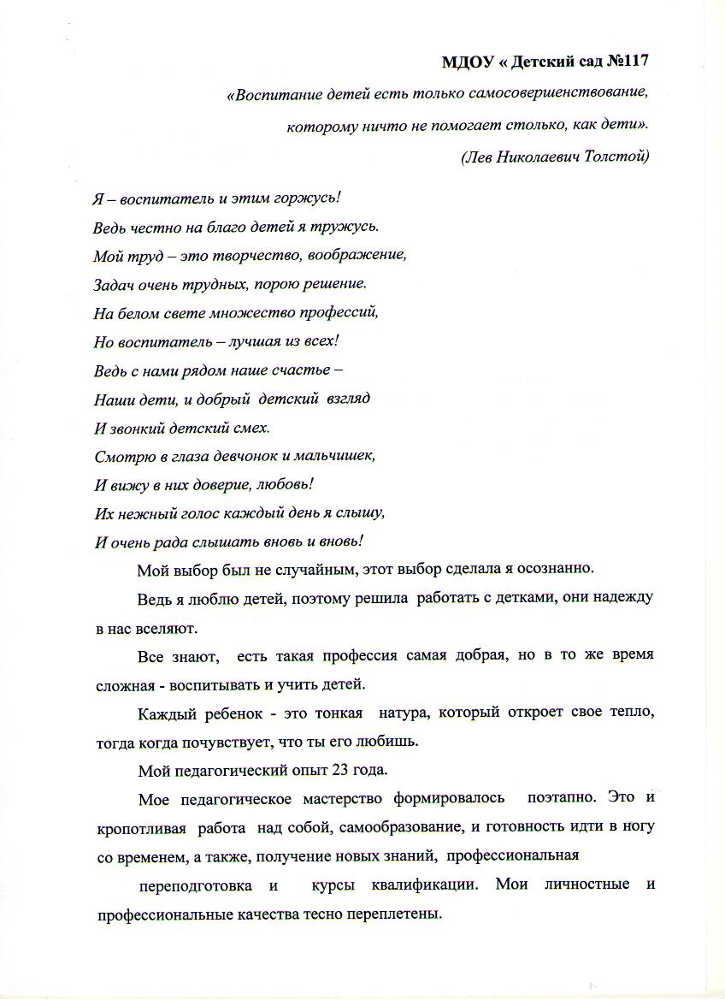 МДОУ « Детский сад №117
«Воспитание детей есть только самосовершенствование,
которому ничто не помогает столько, как дети».
(Лев Николаевич Толстой)
Я – воспитатель и этим горжусь!
Ведь честно на благо детей я тружусь.
Мой труд – это творчество, воображение,
Задач очень трудных, порою решение.
На белом свете множество профессий,
Но воспитатель – лучшая из всех!
Ведь с нами рядом наше счастье –
Наши дети, и добрый детский взгляд
И звонкий детский смех.
Смотрю в глаза девчонок и мальчишек,
И вижу в них доверие, любовь!
Их нежный голос каждый день я слышу,
И очень рада слышать вновь и вновь!
Мой выбор был не случайным, этот выбор сделала я осознанно.
Ведь я люблю детей, поэтому решила работать с детками, они надежду
в нас вселяют.
Все знают, есть такая профессия самая добрая, но в то же время
сложная - воспитывать и учить детей.
Каждый ребенок - это тонкая натура, который откроет свое тепло,
тогда когда почувствует, что ты его любишь.
Мой педагогический опыт 23 года.
Мое педагогическое мастерство формировалось поэтапно. Это и
кропотливая работа над собой, самообразование, и готовность идти в ногу
со временем, а также, получение новых знаний, профессиональная
переподготовка и курсы квалификации. Мои личностные и
профессиональные качества тесно переплетены.